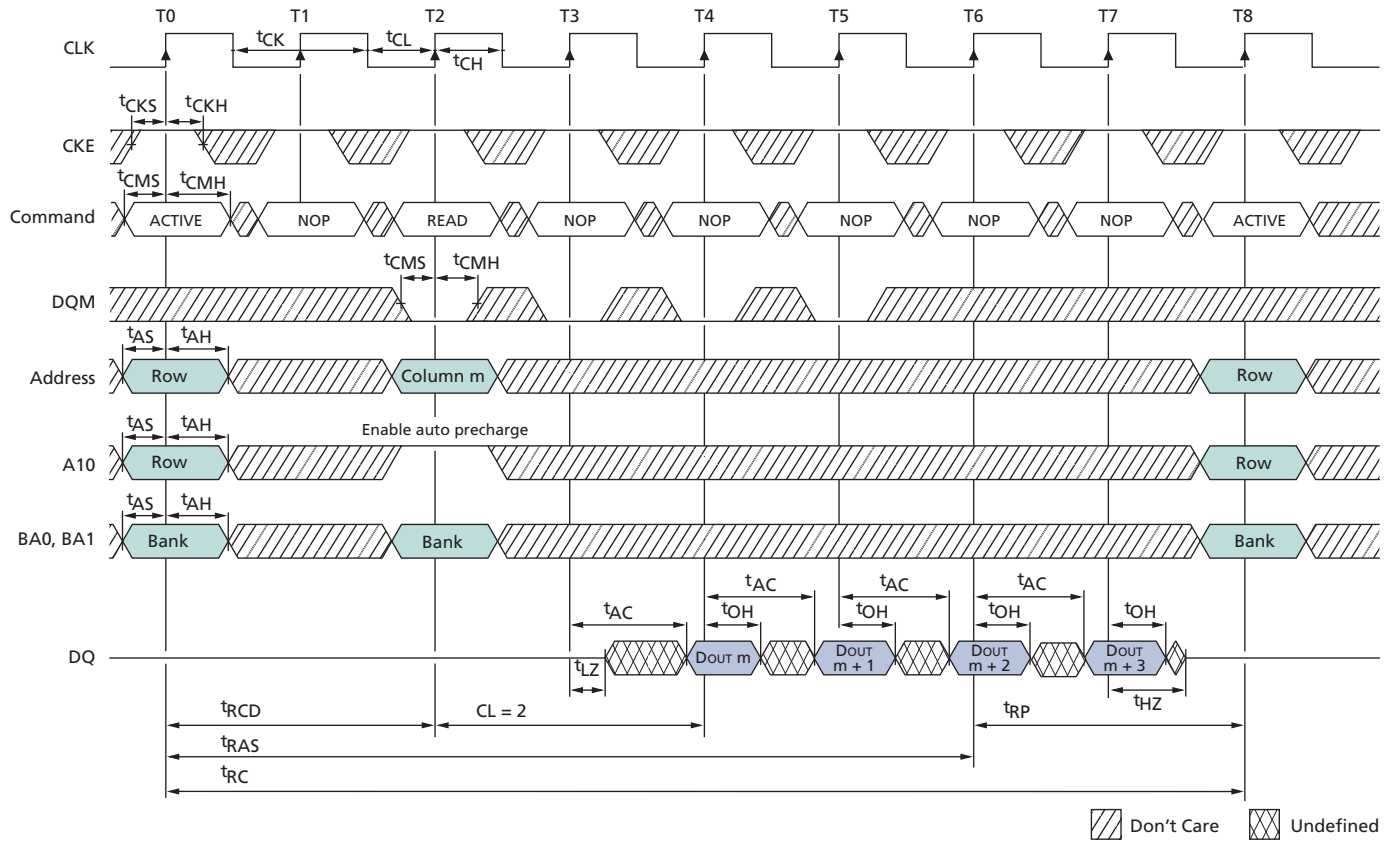 T0 T1 T2 T3 T4 T5 T6 T7 T8
CLK
tCK tCL tCH
tCKS tCKH
CKE
tCMS tCMH
Command ACTIVE NOP READ NOP NOP NOP NOP NOP ACTIVE
tCMS tCMH
DQM
tAS tAH
Address Row Column m Row
tAS tAH Enable auto precharge
A10 Row Row
tAS tAH
BA0, BA1 Bank Bank Bank
tAC tAC tAC
tAC tOH tOH tOH tOH
DQ DOUT m DOUT m + 1 DOUT m + 2 DOUT m + 3
tLZ tHZ
tRCD CL = 2 tRP
tRAS
tRC
Don't Care Undefined